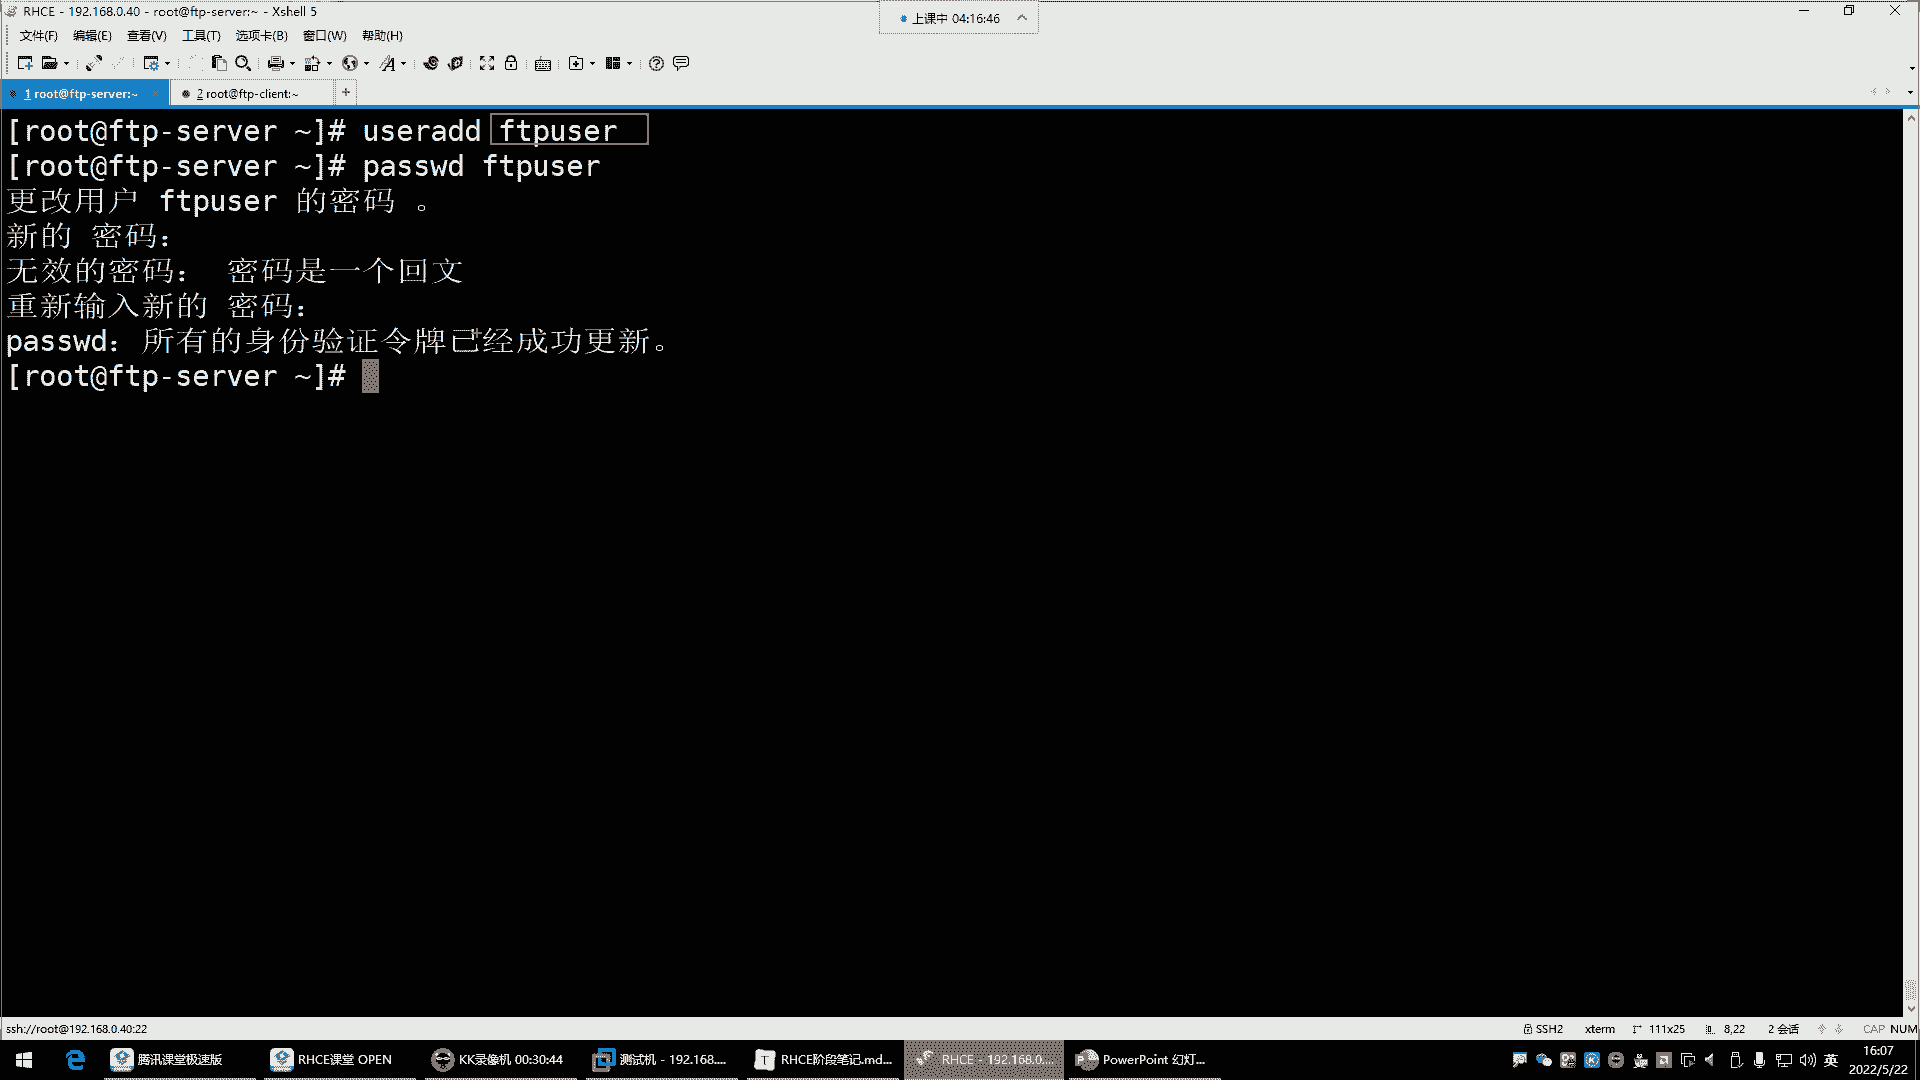 RHCE - 192.168.0.40 - root@ftp-server:~ - Xshell 5
上课中 04:16:46
文件(F) 编辑(E) 查看(V) 工具(T) 选项卡(B) 窗口(W) 帮助(H)
1 root@ftp-server:~
2 root@ftp-client:~
[root@ftp-server ~]# useradd ftpuser
[root@ftp-server ~]# passwd ftpuser
更改用户 ftpuser 的密码 。
新的 密码：
无效的密码： 密码是一个回文
重新输入新的 密码：
passwd：所有的身份验证令牌已经成功更新。
[root@ftp-server ~]#
ssh://root@192.168.0.40:22
SSH2 xterm 111x25 8,22 2 会话 CAP NUM
腾讯课堂极速版
RHCE课堂 OPEN
KK录像机 00:30:44
测试机 - 192.168....
RHCE阶段笔记.md...
RHCE - 192.168.0....
PowerPoint 幻灯...
英
16:07
2022/5/22